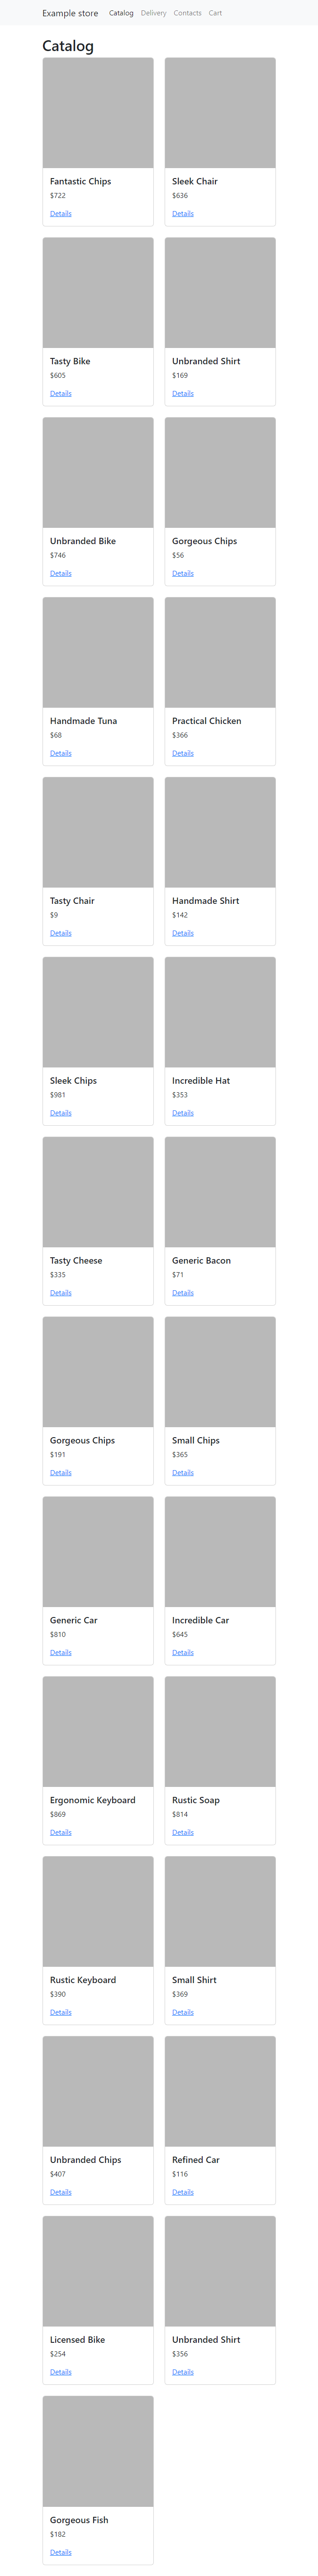 Example store Catalog Delivery Contacts Cart
Catalog
Fantastic Chips
$722
Details
Sleek Chair
$636
Details
Tasty Bike
$605
Details
Unbranded Shirt
$169
Details
Unbranded Bike
$746
Details
Gorgeous Chips
$56
Details
Handmade Tuna
$68
Details
Practical Chicken
$366
Details
Tasty Chair
$9
Details
Handmade Shirt
$142
Details
Sleek Chips
$981
Details
Incredible Hat
$353
Details
Tasty Cheese
$335
Details
Generic Bacon
$71
Details
Gorgeous Chips
$191
Details
Small Chips
$365
Details
Generic Car
$810
Details
Incredible Car
$645
Details
Ergonomic Keyboard
$869
Details
Rustic Soap
$814
Details
Rustic Keyboard
$390
Details
Small Shirt
$369
Details
Unbranded Chips
$407
Details
Refined Car
$116
Details
Licensed Bike
$254
Details
Unbranded Shirt
$356
Details
Gorgeous Fish
$182
Details